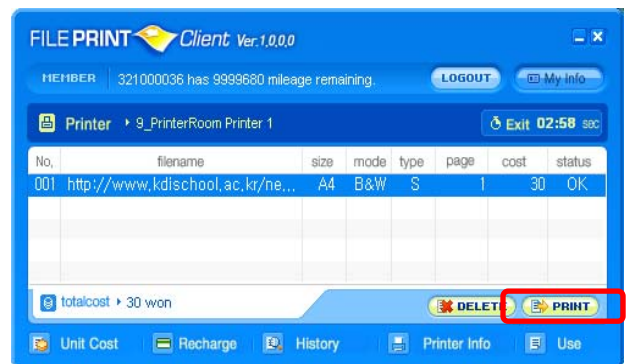 FILE PRINT Client Ver.1,0,0,0
MEMBER 321000036 has 9999680 mileage remaining. LOGOUT My Info
Printer 9_PrinterRoom Printer 1 Exit 02:58 sec
No, filename size mode type page cost status
001 http://www,kdischool,ac,kr/ne... A4 B&W S 1 30 OK
totalcost 30 won DELETE PRINT
Unit Cost Recharge History Printer Info Use